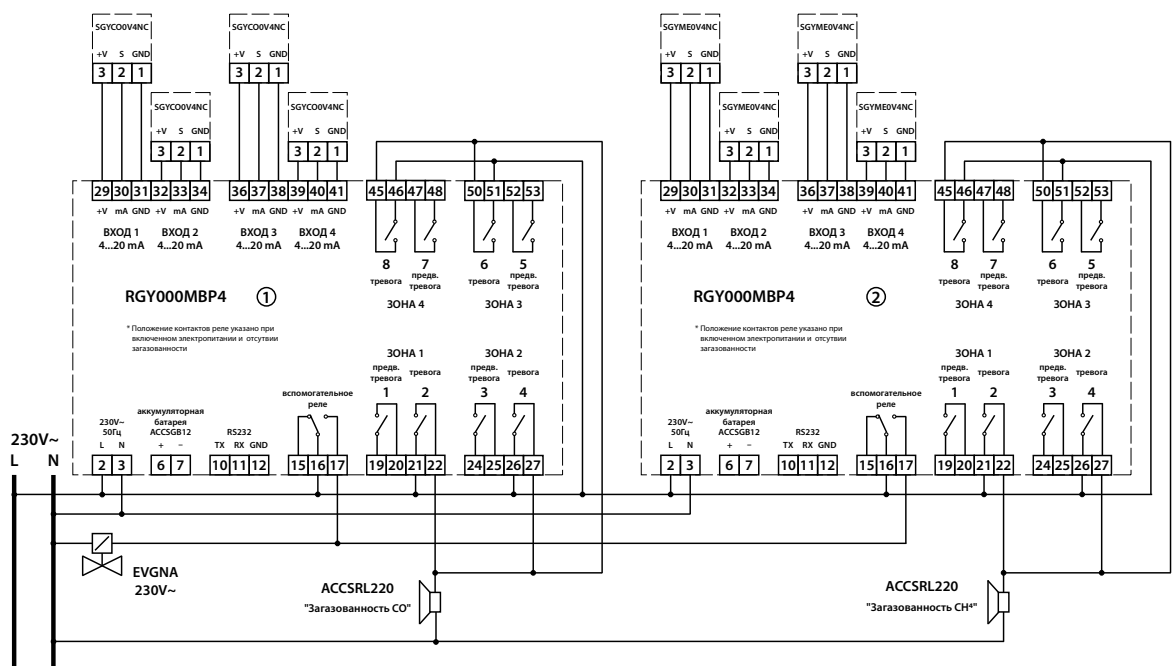 SGYCO0V4NC SGYCO0V4NC SGYME0V4NC SGYME0V4NC
+V S GND +V S GND +V S GND +V S GND
3 2 1 3 2 1 3 2 1 3 2 1
SGYCO0V4NC SGYCO0V4NC SGYME0V4NC SGYME0V4NC
+V S GND +V S GND +V S GND +V S GND
3 2 1 3 2 1 3 2 1 3 2 1
29 30 31 32 33 34 36 37 38 39 40 41 45 46 47 48 50 51 52 53
+V mA GND +V mA GND +V mA GND +V mA GND
ВХОД 1 ВХОД 2 ВХОД 3 ВХОД 4
4...20 mA 4...20 mA 4...20 mA 4...20 mA
8 7 6 5
тревога предв. тревога тревога предв. тревога
ЗОНА 4 ЗОНА 3
RGY000MBP4 1
* Положение контактов реле указано при
включенном электропитании и отсутвии
загазованности
ЗОНА 1 ЗОНА 2
предв. тревога тревога предв. тревога тревога
1 2 3 4
вспомогательное
реле
230V~
50Гц
L N
аккумуляторная
батарея
ACCSGB12
+ –
RS232
TX RX GND
2 3 6 7 10 11 12 15 16 17 19 20 21 22 24 25 26 27
29 30 31 32 33 34 36 37 38 39 40 41 45 46 47 48 50 51 52 53
+V mA GND +V mA GND +V mA GND +V mA GND
ВХОД 1 ВХОД 2 ВХОД 3 ВХОД 4
4...20 mA 4...20 mA 4...20 mA 4...20 mA
8 7 6 5
тревога предв. тревога тревога предв. тревога
ЗОНА 4 ЗОНА 3
RGY000MBP4 2
* Положение контактов реле указано при
включенном электропитании и отсутвии
загазованности
ЗОНА 1 ЗОНА 2
предв. тревога тревога предв. тревога тревога
1 2 3 4
вспомогательное
реле
230V~
50Гц
L N
аккумуляторная
батарея
ACCSGB12
+ –
RS232
TX RX GND
2 3 6 7 10 11 12 15 16 17 19 20 21 22 24 25 26 27
230V~
L N
EVGNA
230V~
ACCSRL220
"Загазованность CO"
ACCSRL220
"Загазованность CH⁴"